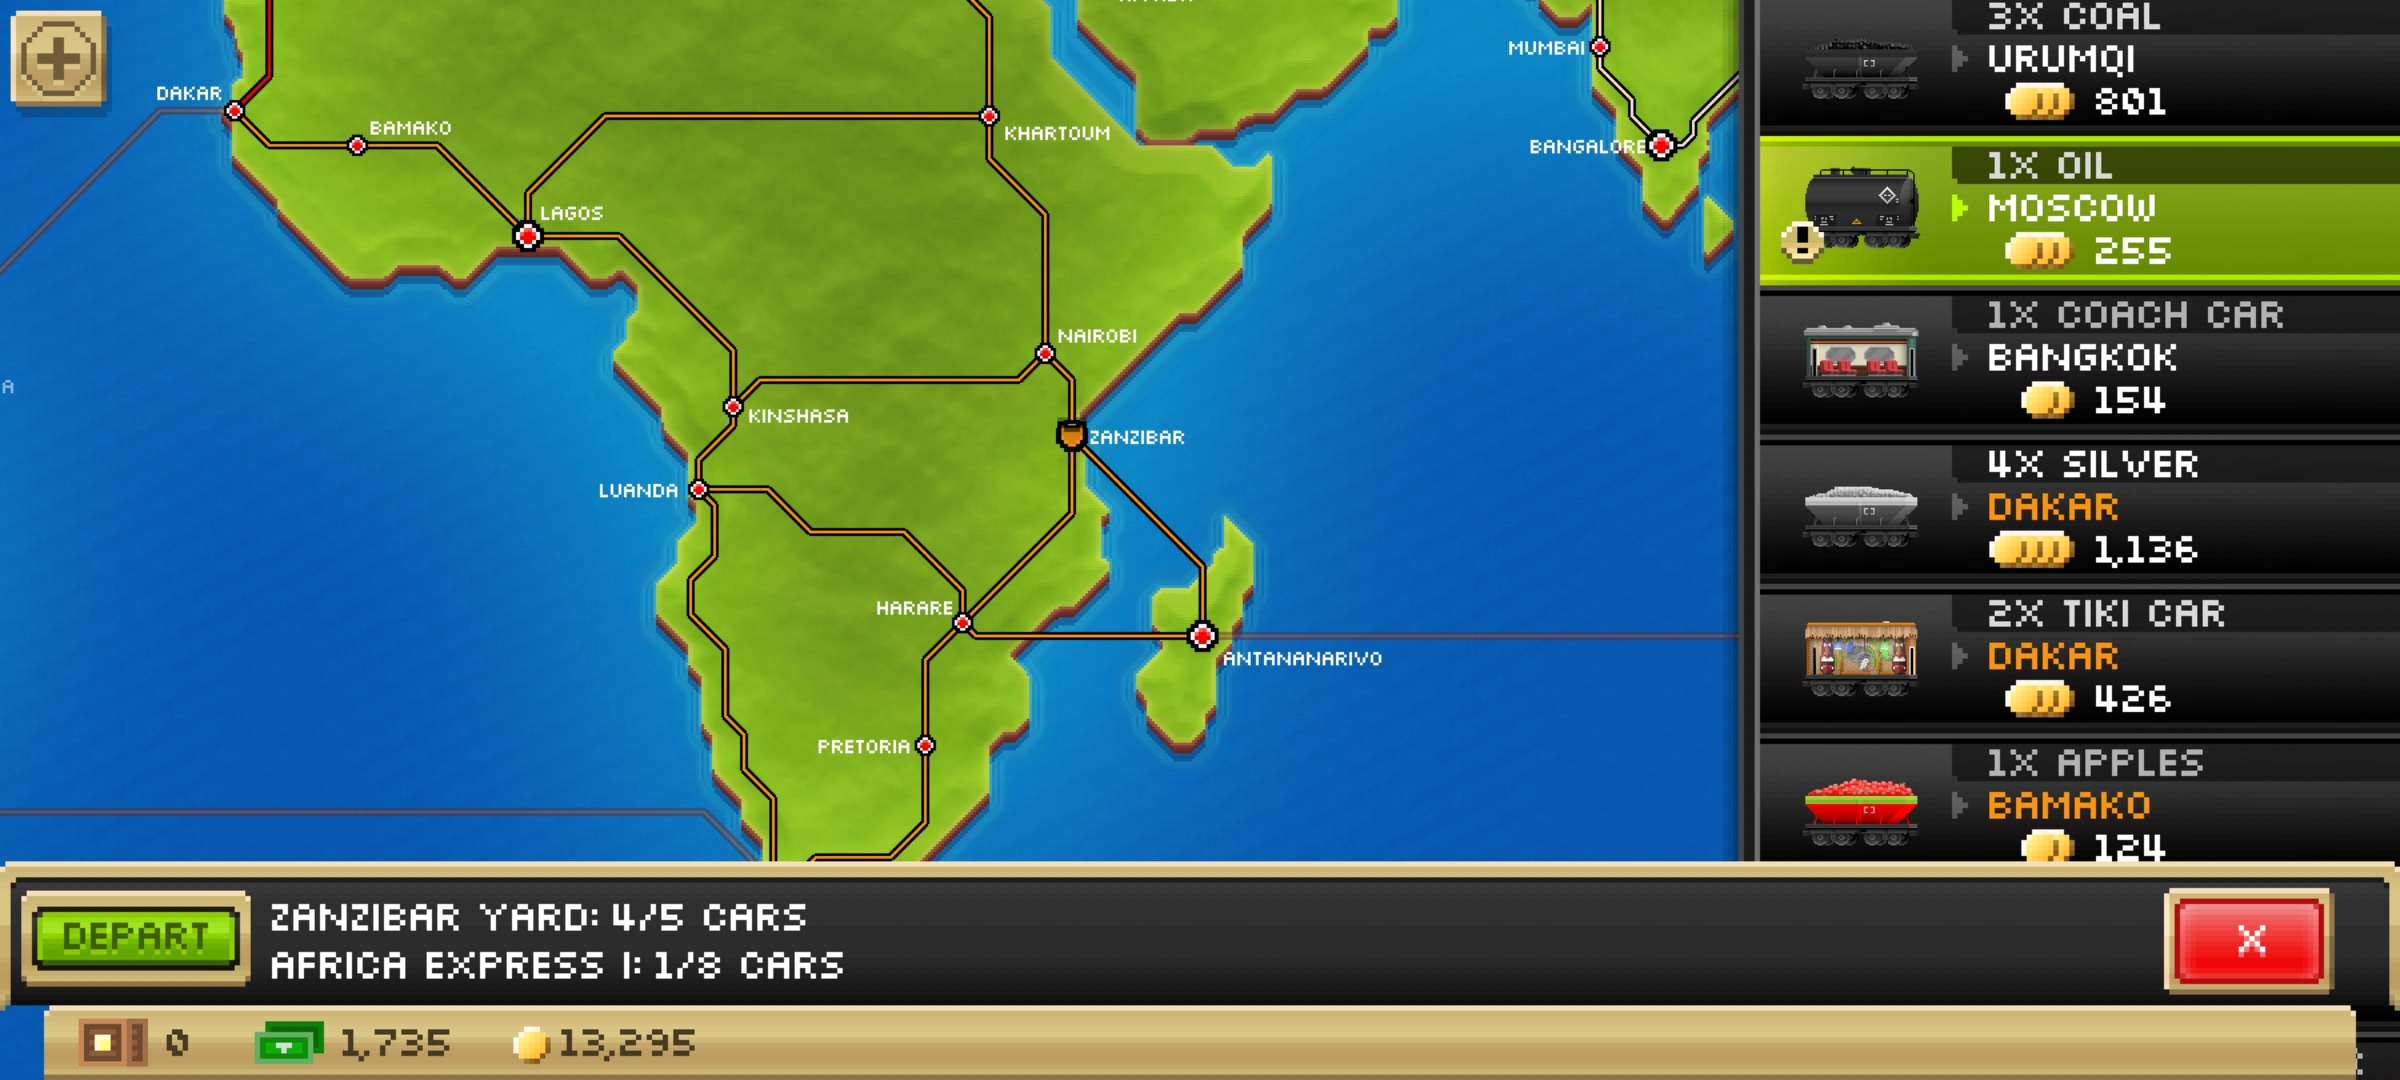 DAKAR
BAMAKO
LAGOS
KHARTOUM
NAIROBI
KINSHASA
ZANZIBAR
LUANDA
HARARE
ANTANANARIVO
PRETORIA
MUMBAI
BANGALORE
3X COAL
URUMQI
801
1X OIL
MOSCOW
255
1X COACH CAR
BANGKOK
154
4X SILVER
DAKAR
1,136
2X TIKI CAR
DAKAR
426
1X APPLES
BAMAKO
124
DEPART
ZANZIBAR YARD: 4/5 CARS
AFRICA EXPRESS I: 1/8 CARS
X
0
1,735
13,295